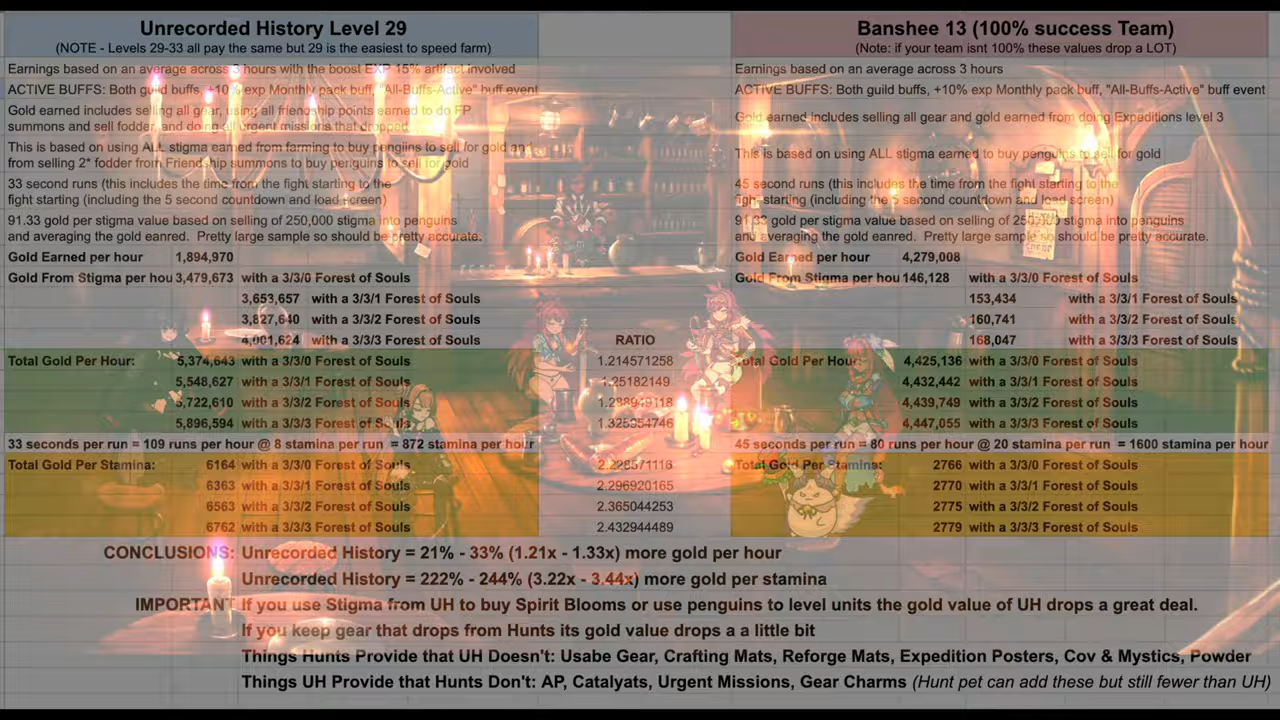 Unrecorded History Level 29
(NOTE - Levels 29-33 all pay the same but 29 is the easiest to speed farm)
Earnings based on an average across 3 hours with the boost EXP 15% artifact involved
ACTIVE BUFFS: Both guild buffs, +10% exp Monthly pack buff, "All-Buffs-Active" buff event
Gold earned includes selling all gear, using all friendship points earned to do FP
summons and sell fodder, and doing all urgent missions that dropped
This is based on using ALL stigma earned from farming to buy pengiins to sell for gold and
from selling 2* fodder from Friendship summons to buy periquins to sell for gold
33 second runs (this includes the time from the fight starting to the
fight starting (including the 5 second countdown and load screen)
91.33 gold per stigma value based on selling of 250,000 stigma into penguins
and averaging the gold eanred. Pretty large sample so should be pretty accurate.
Gold Earned per hour 1,894,970
Gold From Stigma per hou 3,479,673 with a 3/3/0 Forest of Souls
3,653,657 with a 3/3/1 Forest of Souls
3,827,640 with a 3/3/2 Forest of Souls
4,001,624 with a 3/3/3 Forest of Souls
Total Gold Per Hour: 5,374,643 with a 3/3/0 Forest of Souls
5,548,627 with a 3/3/1 Forest of Souls
5,722,610 with a 3/3/2 Forest of Souls
5,896,594 with a 3/3/3 Forest of Souls
33 seconds per run = 109 runs per hour @ 8 stamina per run = 872 stamina per hour
Total Gold Per Stamina: 6164 with a 3/3/0 Forest of Souls
6363 with a 3/3/1 Forest of Souls
6563 with a 3/3/2 Forest of Souls
6762 with a 3/3/3 Forest of Souls
RATIO
1.214571258
1.25182149
1.288949118
1.325954746
2.228571116
2.296920165
2.365044253
2.432944489
Banshee 13 (100% success Team)
(Note: if your team isnt 100% these values drop a LOT)
Earnings based on an average across 3 hours
ACTIVE BUFFS: Both guild buffs, +10% exp Monthly pack buff, "All-Buffs-Active" buff event
Gold earned includes selling all gear and gold earned from doing Expeditions level 3
This is based on using ALL stigma earned to buy penguins to sell for gold
45 second runs (this includes the time from the fight starting to the
fight starting (including the 5 second countdown and load screen)
91.33 gold per stigma value based on selling of 250,000 stigma into penguins
and averaging the gold eanred. Pretty large sample so should be pretty accurate.
Gold Earned per hour 4,279,008
Gold From Stigma per hou 146,128 with a 3/3/0 Forest of Souls
153,434 with a 3/3/1 Forest of Souls
160,741 with a 3/3/2 Forest of Souls
168,047 with a 3/3/3 Forest of Souls
Total Gold Per Hour: 4,425,136 with a 3/3/0 Forest of Souls
4,432,442 with a 3/3/1 Forest of Souls
4,439,749 with a 3/3/2 Forest of Souls
4,447,055 with a 3/3/3 Forest of Souls
45 seconds per run = 80 runs per hour @ 20 stamina per run = 1600 stamina per hour
Total Gold Per Stamina: 2766 with a 3/3/0 Forest of Souls
2770 with a 3/3/1 Forest of Souls
2775 with a 3/3/2 Forest of Souls
2779 with a 3/3/3 Forest of Souls
CONCLUSIONS: Unrecorded History = 21% - 33% (1.21x - 1.33x) more gold per hour
Unrecorded History = 222% - 244% (3.22x - 3.44x) more gold per stamina
IMPORTANT If you use Stigma from UH to buy Spirit Blooms or use penguins to level units the gold value of UH drops a great deal.
If you keep gear that drops from Hunts its gold value drops a a little bit
Things Hunts Provide that UH Doesn't: Usabe Gear, Crafting Mats, Reforge Mats, Expedition Posters, Cov & Mystics, Powder
Things UH Provide that Hunts Don't: AP, Catalyats, Urgent Missions, Gear Charms (Hunt pet can add these but still fewer than UH)